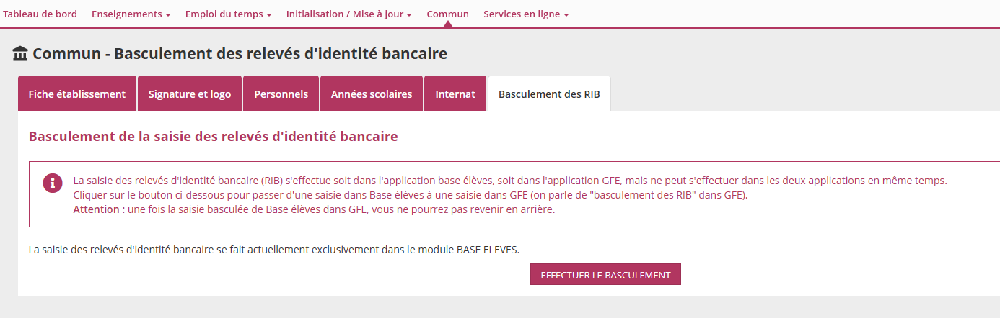 Tableau de bord Enseignements Emploi du temps Initialisation / Mise à jour Commun Services en ligne
Commun - Basculement des relevés d'identité bancaire
Fiche établissement Signature et logo Personnels Années scolaires Internat Basculement des RIB
Basculement de la saisie des relevés d'identité bancaire
La saisie des relevés d'identité bancaire (RIB) s'effectue soit dans l'application base élèves, soit dans l'application GFE, mais ne peut s'effectuer dans les deux applications en même temps.
Cliquer sur le bouton ci-dessous pour passer d'une saisie dans Base élèves à une saisie dans GFE (on parle de "basculement des RIB" dans GFE).
Attention : une fois la saisie basculée de Base élèves dans GFE, vous ne pourrez pas revenir en arrière.
La saisie des relevés d'identité bancaire se fait actuellement exclusivement dans le module BASE ELEVES.
EFFECTUER LE BASCULEMENT